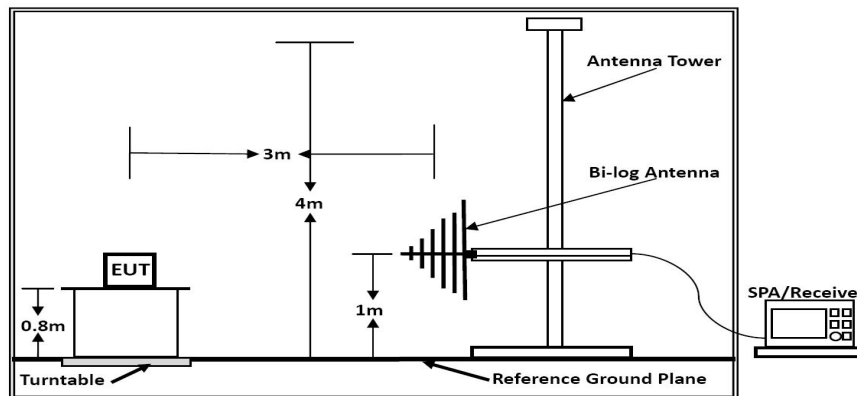 Antenna Tower
3m
Bi-log Antenna
4m
EUT
1m
0.8m
SPA/Receive
Turntable
Reference Ground Plane